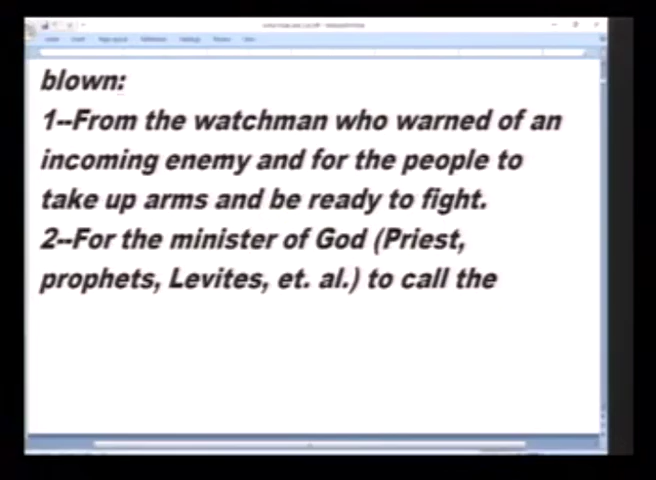 blown:
1--From the watchman who warned of an
incoming enemy and for the people to
take up arms and be ready to fight.
2--For the minister of God (Priest,
prophets, Levites, et. al.) to call the